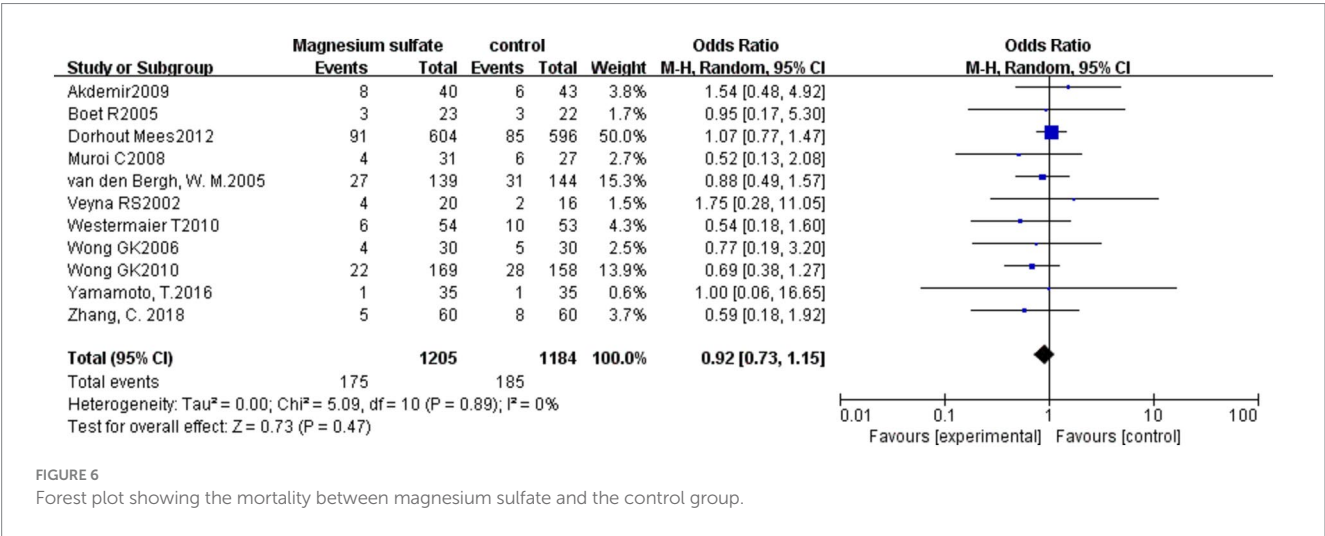 Magnesium sulfate control Odds Ratio Odds Ratio
Study or Subgroup Events Total Events Total Weight M-H, Random, 95% CI M-H, Random, 95% CI
Akdemir2009 8 40 6 43 3.8% 1.54 [0.48, 4.92]
Boet R2005 3 23 3 22 1.7% 0.95 [0.17, 5.30]
Dorhout Mees2012 91 604 85 596 50.0% 1.07 [0.77, 1.47]
Muroi C2008 4 31 6 27 2.7% 0.52 [0.13, 2.08]
van den Bergh, W. M.2005 27 139 31 144 15.3% 0.88 [0.49, 1.57]
Veyna RS2002 4 20 2 16 1.5% 1.75 [0.28, 11.05]
Westermaier T2010 6 54 10 53 4.3% 0.54 [0.18, 1.60]
Wong GK2006 4 30 5 30 2.5% 0.77 [0.19, 3.20]
Wong GK2010 22 169 28 158 13.9% 0.69 [0.38, 1.27]
Yamamoto, T.2016 1 35 1 35 0.6% 1.00 [0.06, 16.65]
Zhang, C. 2018 5 60 8 60 3.7% 0.59 [0.18, 1.92]
Total (95% CI) 1205 1184 100.0% 0.92 [0.73, 1.15]
Total events 175 185
Heterogeneity: Tau² = 0.00; Chi² = 5.09, df = 10 (P = 0.89); I² = 0%
Test for overall effect: Z = 0.73 (P = 0.47)
0.01 0.1 1 10 100
Favours [experimental] Favours [control]
FIGURE 6
Forest plot showing the mortality between magnesium sulfate and the control group.